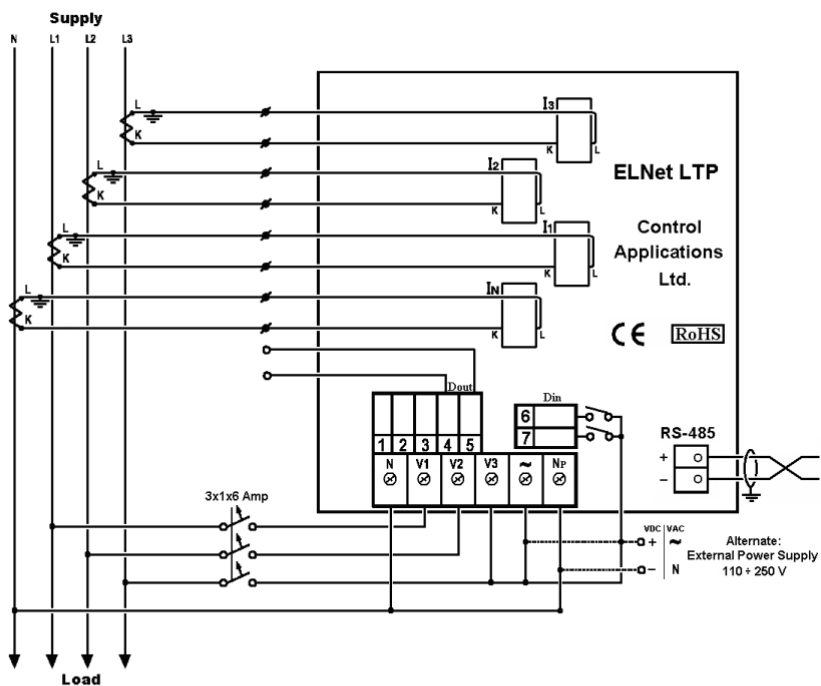 Supply
N L1 L2 L3
L
K
I3
K L
ELNet LTP
L
K
I2
K L
Control
Applications
Ltd.
L
K
I1
K L
L
K
IN
K L
CE RoHS
Dout
1 2 3 4 5
Din
6
7
RS-485
+
−
N V1 V2 V3 ~ NP
3x1x6 Amp
VDC VAC
+ ~
− N
Alternate:
External Power Supply
110 ÷ 250 V
Load